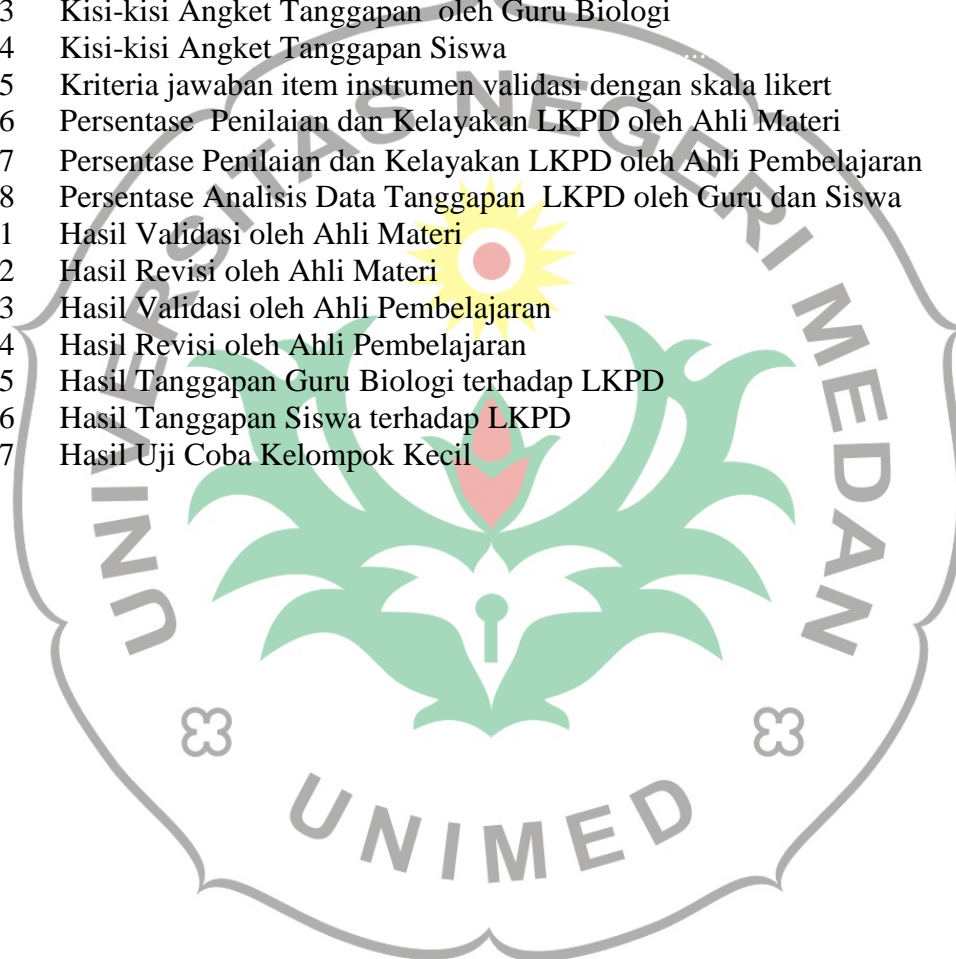 3 Kisi-kisi Angket Tanggapan oleh Guru Biologi
4 Kisi-kisi Angket Tanggapan Siswa
5 Kriteria jawaban item instrumen validasi dengan skala likert
6 Persentase Penilaian dan Kelayakan LKPD oleh Ahli Materi
7 Persentase Penilaian dan Kelayakan LKPD oleh Ahli Pembelajaran
8 Persentase Analisis Data Tanggapan LKPD oleh Guru dan Siswa
1 Hasil Validasi oleh Ahli Materi
2 Hasil Revisi oleh Ahli Materi
3 Hasil Validasi oleh Ahli Pembelajaran
4 Hasil Revisi oleh Ahli Pembelajaran
5 Hasil Tanggapan Guru Biologi terhadap LKPD
6 Hasil Tanggapan Siswa terhadap LKPD
7 Hasil Uji Coba Kelompok Kecil
UNIVERSITAS NEGERI MEDAN
UNIMED